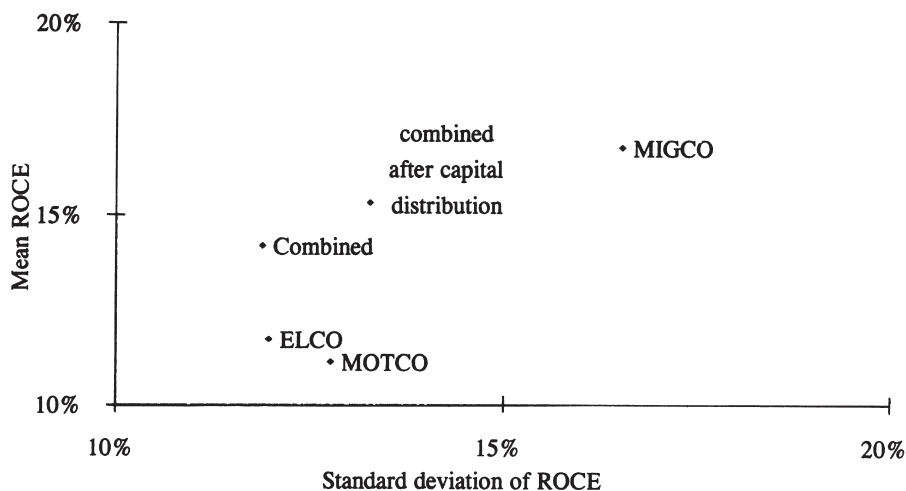 20%
combined
MIGCO
after capital
15%
distribution
Combined
ELCO
MOTCO
10%
10%
15%
20%
Mean ROCE
Standard deviation of ROCE